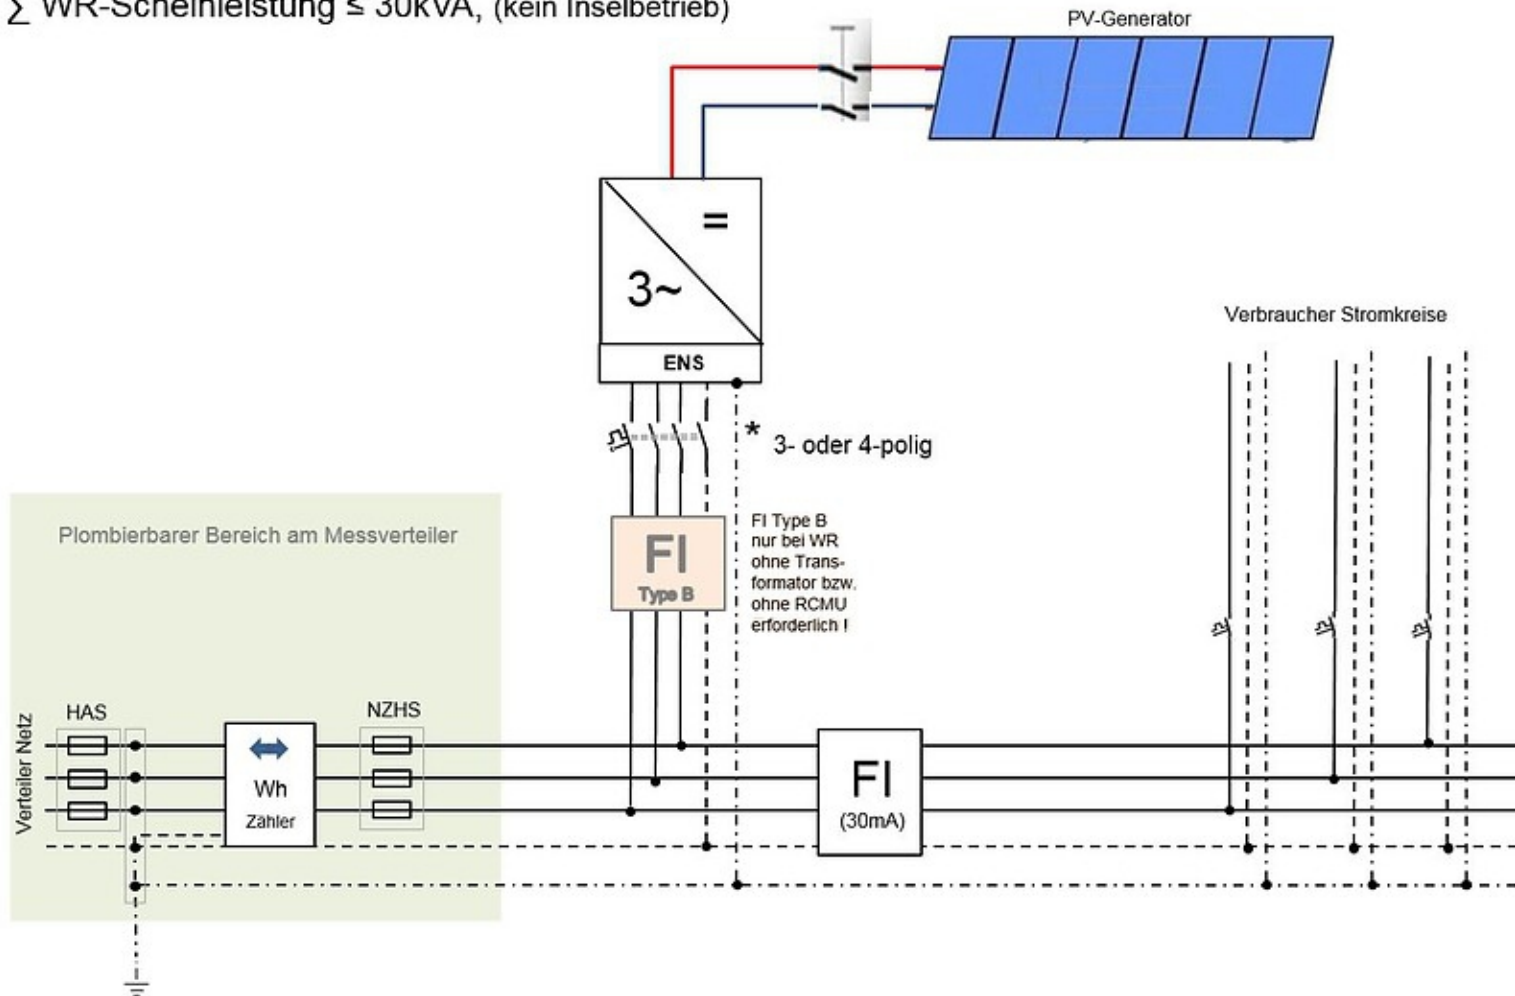 ∑ WR-Scheinleistung ≤ 30kVA, (kein Inselbetrieb)
PV-Generator
=
3~
ENS
Verbraucher Stromkreise
* 3- oder 4-polig
Plombierbarer Bereich am Messverteiler
FI
Type B
FI Type B
nur bei WR
ohne Trans-
formator bzw.
ohne RCMU
erforderlich !
Verteiler Netz
HAS
NZHS
Wh
Zähler
FI
(30mA)